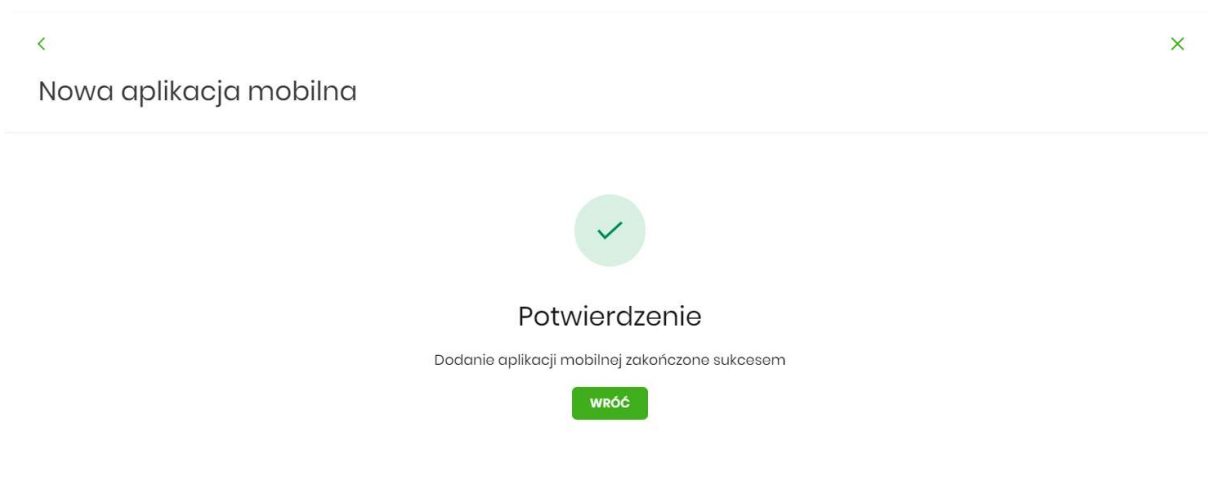 Nowa aplikacja mobilna
Potwierdzenie
Dodanie aplikacji mobilnej zakończone sukcesem
WRÓĆ